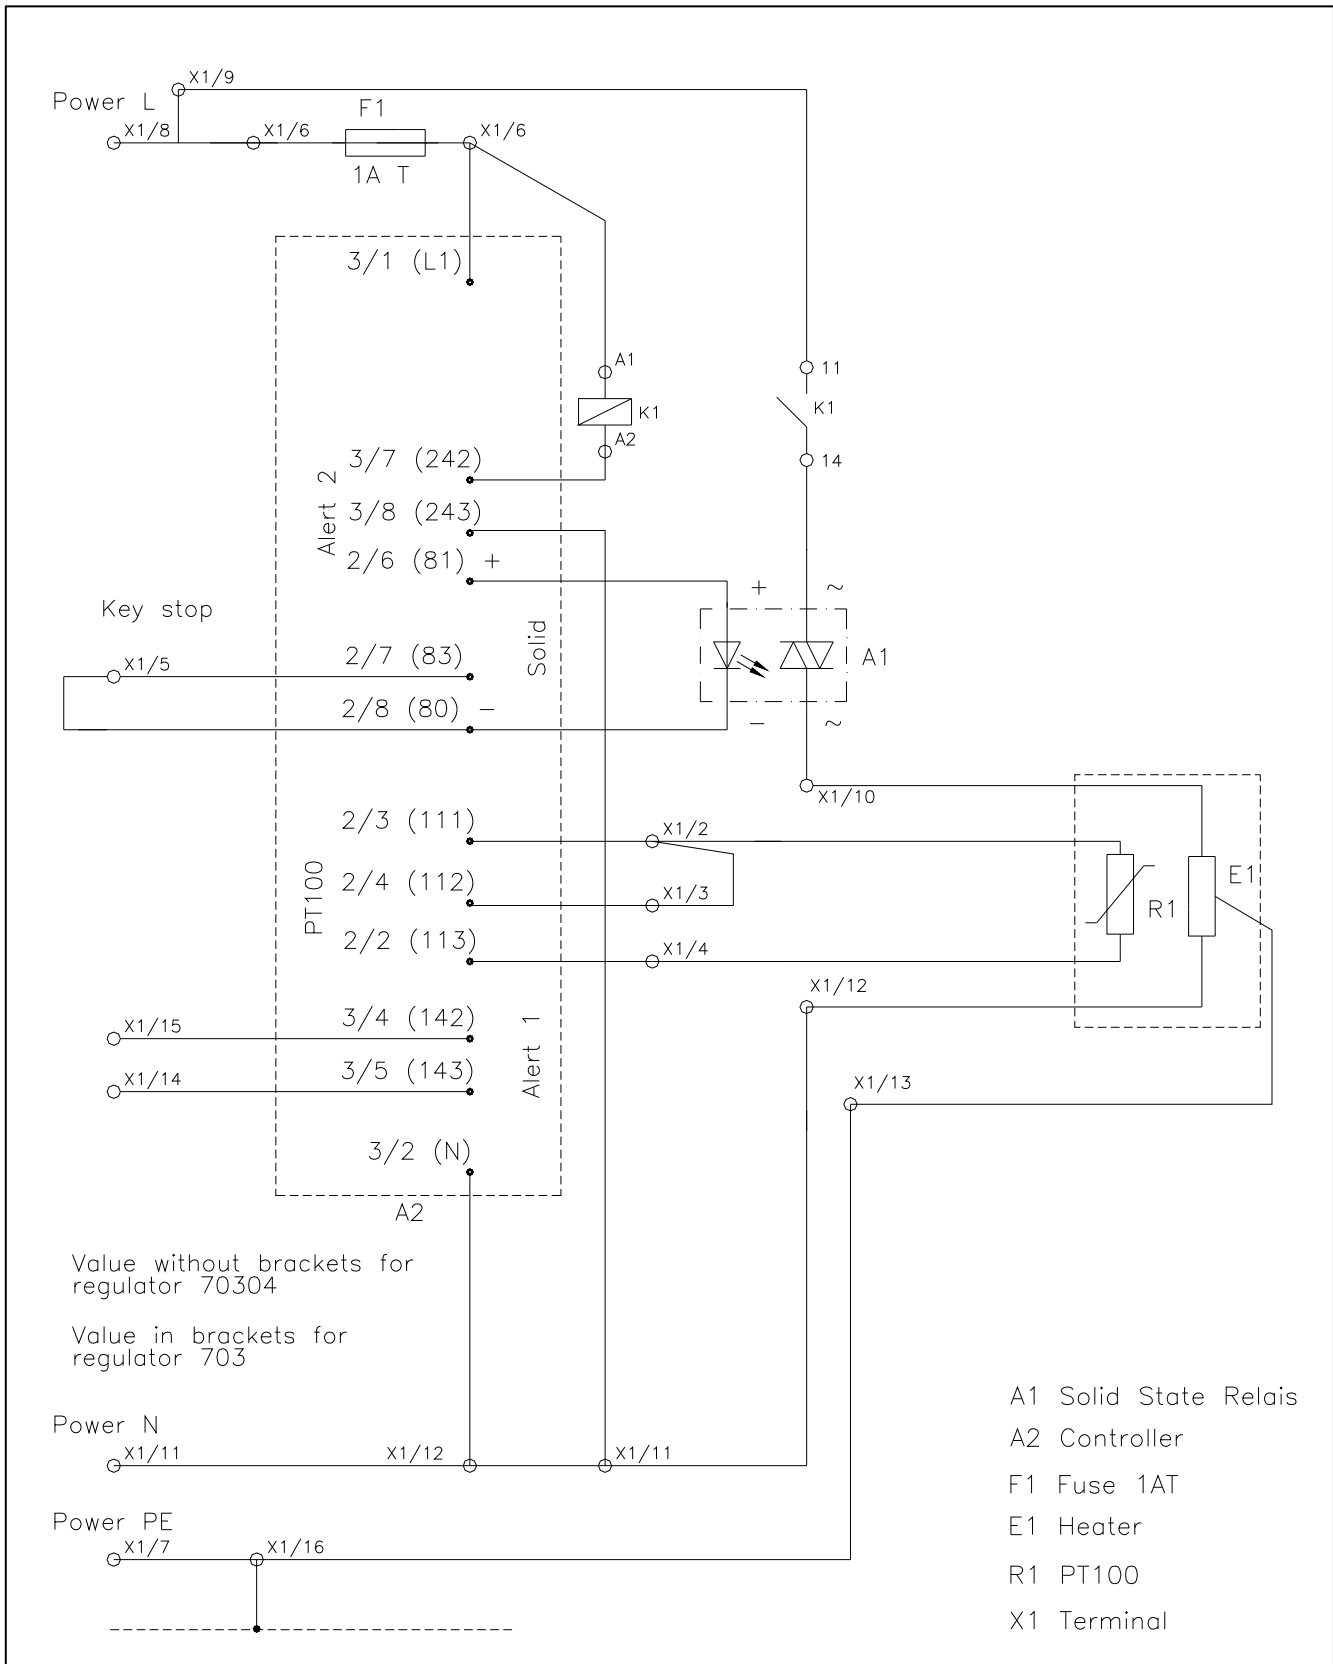 X1/9
Power L
F1
X1/8
X1/6
X1/6
1A T
3/1 (L1)
A1
11
K1
K1
A2
14
3/7 (242)
Alert 2
3/8 (243)
2/6 (81) +
+
~
Key stop
Solid
X1/5
2/7 (83)
A1
2/8 (80) -
-
~
X1/10
2/3 (111)
X1/2
PT100
2/4 (112)
X1/3
E1
R1
2/2 (113)
X1/4
X1/12
3/4 (142)
X1/15
Alert 1
3/5 (143)
X1/14
X1/13
3/2 (N)
A2
Value without brackets for
regulator 70304
Value in brackets for
regulator 703
Power N
X1/11
X1/12
X1/11
Power PE
X1/7
X1/16
A1 Solid State Relais
A2 Controller
F1 Fuse 1AT
E1 Heater
R1 PT100
X1 Terminal